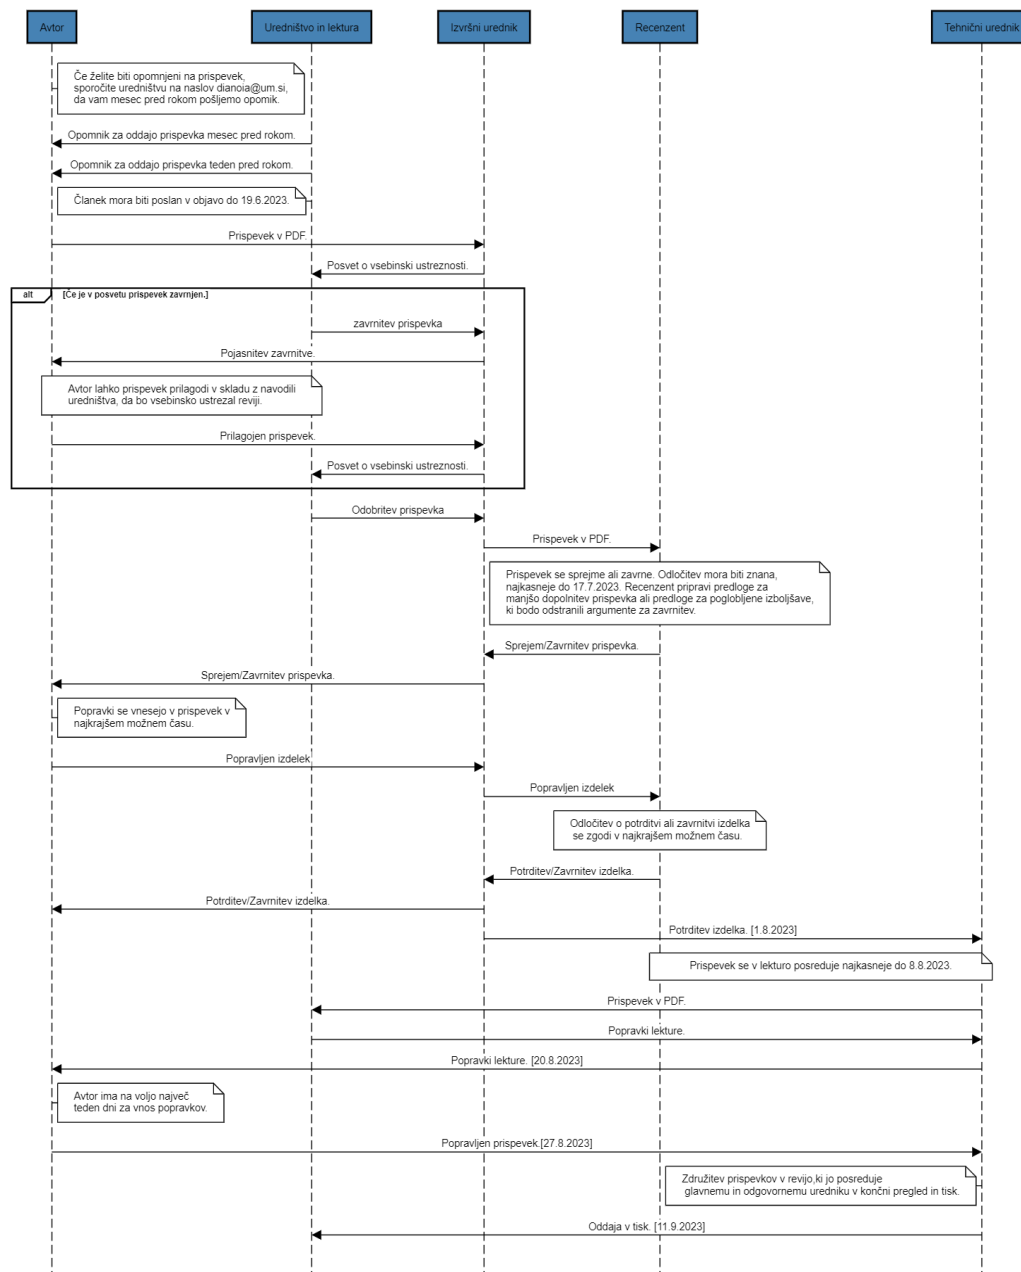 Avtor
Uredništvo in lektura
Izvršni urednik
Recenzent
Tehnični urednik
Če želite biti opomnjeni na prispevek,
sporočite uredništvu na naslov dianoia@um.si,
da vam mesec pred rokom pošljemo opomik.
Opomnik za oddajo prispevka mesec pred rokom.
Opomnik za oddajo prispevka teden pred rokom.
Članek mora biti poslan v objavo do 19.6.2023.
Prispevek v PDF.
Posvet o vsebinski ustreznosti.
alt
[Če je v posvetu prispevek zavrnjen.]
zavrnitev prispevka
Pojasnitev zavrnitve.
Avtor lahko prispevek prilagodi v skladu z navodili
uredništva, da bo vsebinsko ustrezal reviji.
Prilagojen prispevek.
Posvet o vsebinski ustreznosti.
Odobritev prispevka
Prispevek v PDF.
Prispevek se sprejme ali zavrne. Odločitev mora biti znana,
najkasneje do 17.7.2023. Recenzent pripravi predloge za
manjšo dopolnitev prispevka ali predloge za poglobljene izboljšave,
ki bodo odstranili argumente za zavrnitev.
Sprejem/Zavrnitev prispevka.
Sprejem/Zavrnitev prispevka.
Popravki se vnesejo v prispevek v
najkrajšem možnem času.
Popravljen izdelek
Popravljen izdelek
Odločitev o potrditvi ali zavrnitvi izdelka
se zgodi v najkrajšem možnem času.
Potrditev/Zavrnitev izdelka.
Potrditev/Zavrnitev izdelka.
Potrditev izdelka. [1.8.2023]
Prispevek se v lekturo posreduje najkasneje do 8.8.2023.
Prispevek v PDF.
Popravki lekture.
Popravki lekture. [20.8.2023]
Avtor ima na voljo največ
teden dni za vnos popravkov.
Popravljen prispevek.[27.8.2023]
Združitev prispevkov v revijo,ki jo posreduje
glavnemu in odgovornemu uredniku v končni pregled in tisk.
Oddaja v tisk. [11.9.2023]